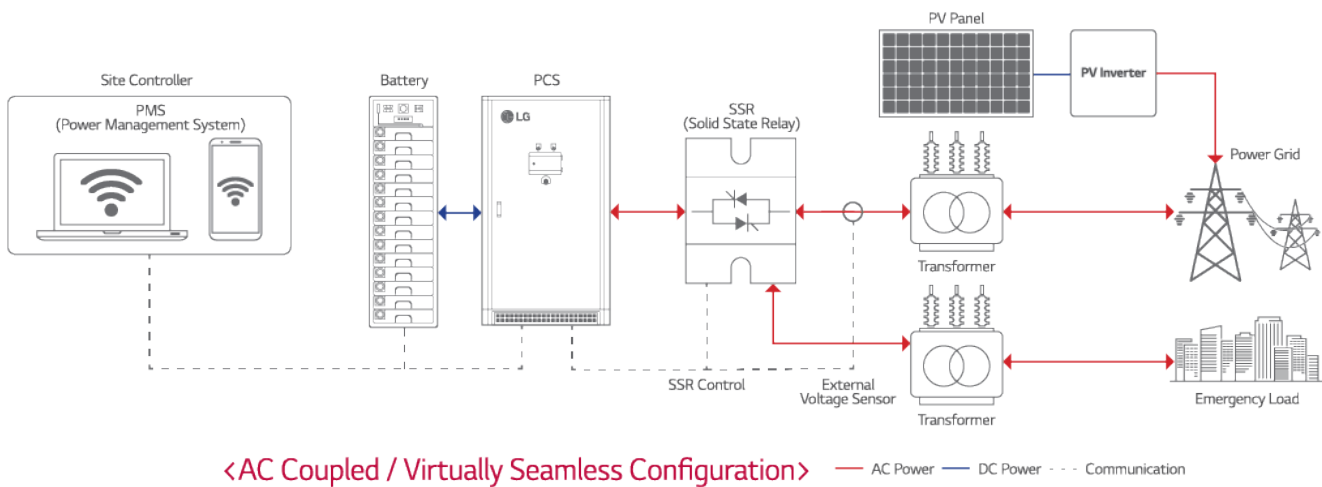 PV Panel
PV Inverter
Site Controller
Battery
PCS
PMS
(Power Management System)
LG
SSR
(Solid State Relay)
Power Grid
Transformer
SSR Control
External
Voltage Sensor
Transformer
Emergency Load
<AC Coupled / Virtually Seamless Configuration>
AC Power
DC Power
Communication